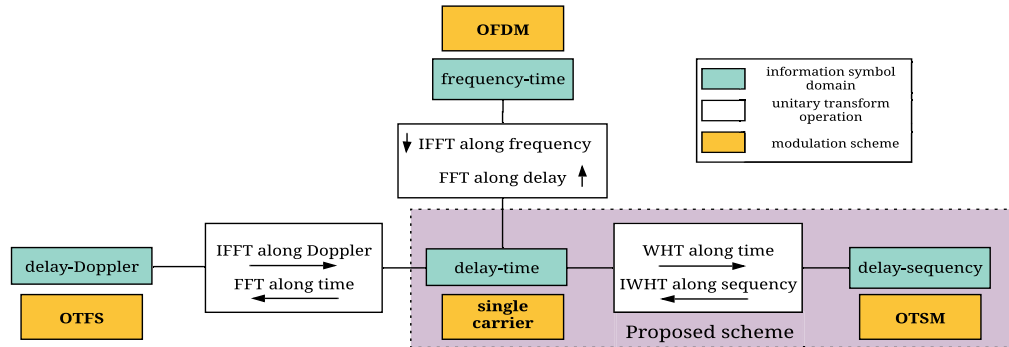 OFDM
frequency-time
IFFT along frequency
FFT along delay
information symbol
domain
unitary transform
operation
modulation scheme
delay-Doppler
OTFS
IFFT along Doppler
FFT along time
delay-time
single
carrier
WHT along time
IWHT along sequency
delay-sequency
OTSM
Proposed scheme